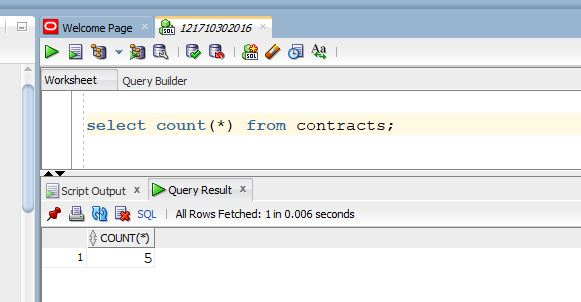 Welcome Page
121710302016
Worksheet Query Builder
select count(*) from contracts;
Script Output x Query Result x
SQL All Rows Fetched: 1 in 0.006 seconds
COUNT(*)
1 5